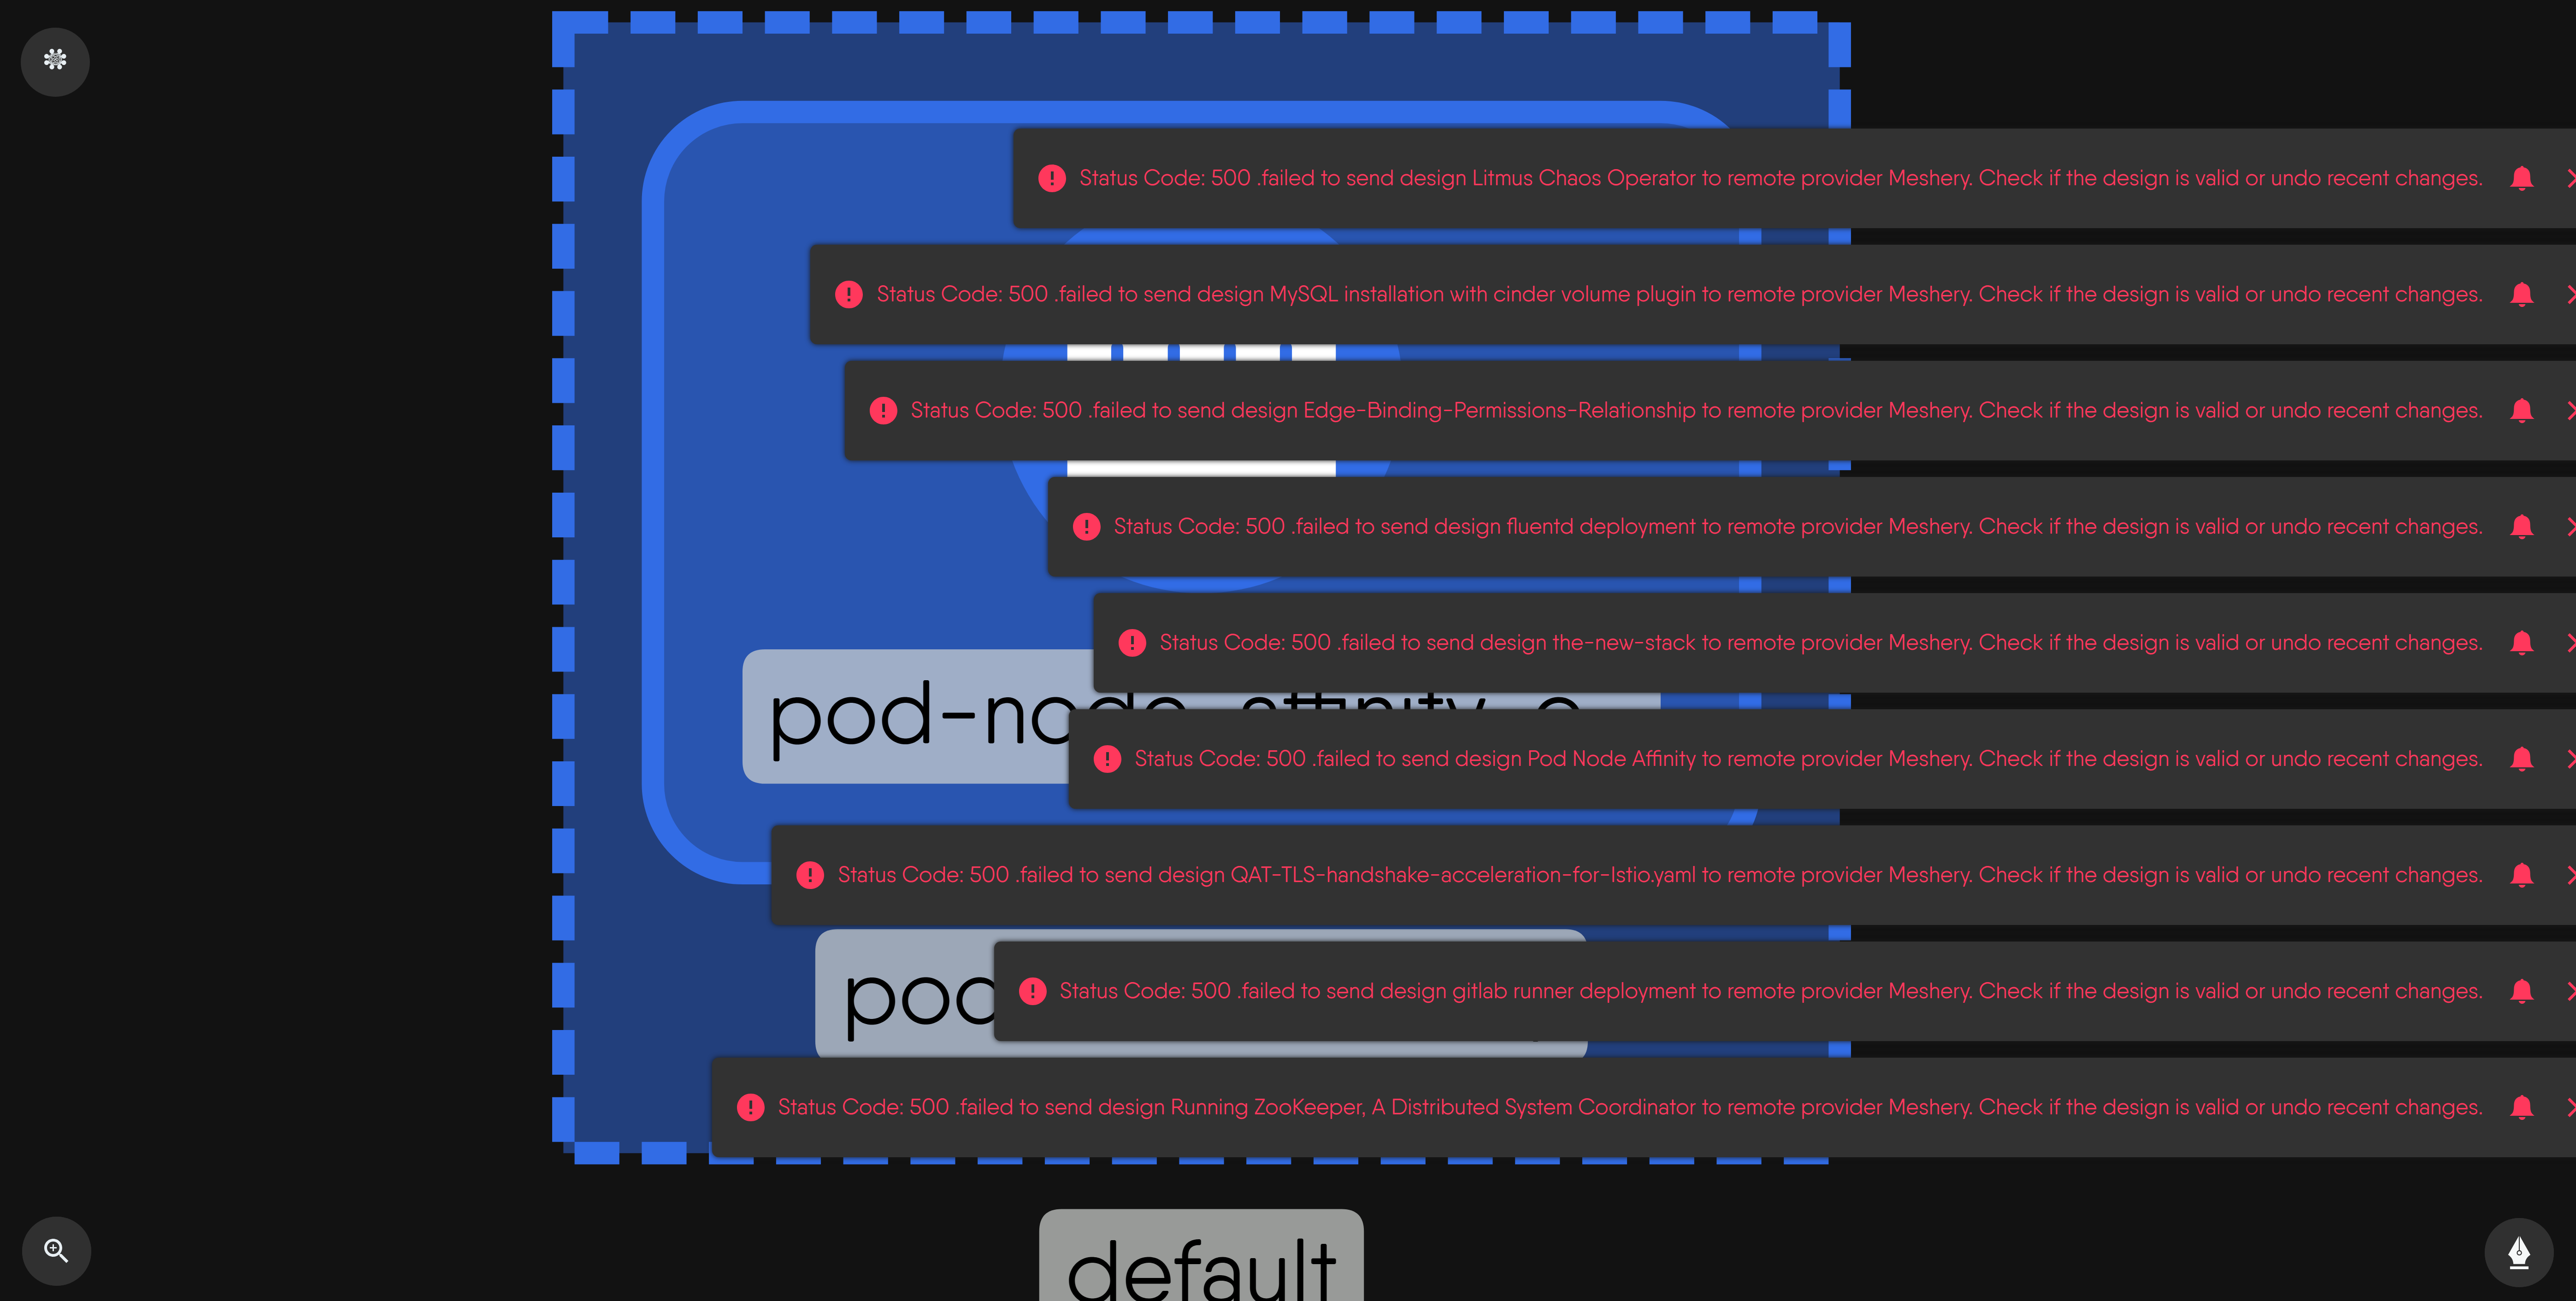 Status Code: 500 .failed to send design Litmus Chaos Operator to remote provider Meshery. Check if the design is valid or undo recent changes.
Status Code: 500 .failed to send design MySQL installation with cinder volume plugin to remote provider Meshery. Check if the design is valid or undo recent changes.
Status Code: 500 .failed to send design Edge-Binding-Permissions-Relationship to remote provider Meshery. Check if the design is valid or undo recent changes.
Status Code: 500 .failed to send design fluentd deployment to remote provider Meshery. Check if the design is valid or undo recent changes.
Status Code: 500 .failed to send design the-new-stack to remote provider Meshery. Check if the design is valid or undo recent changes.
pod-node-affinity-
Status Code: 500 .failed to send design Pod Node Affinity to remote provider Meshery. Check if the design is valid or undo recent changes.
Status Code: 500 .failed to send design QAT-TLS-handshake-acceleration-for-Istio.yaml to remote provider Meshery. Check if the design is valid or undo recent changes.
Status Code: 500 .failed to send design gitlab runner deployment to remote provider Meshery. Check if the design is valid or undo recent changes.
Status Code: 500 .failed to send design Running ZooKeeper, A Distributed System Coordinator to remote provider Meshery. Check if the design is valid or undo recent changes.
default